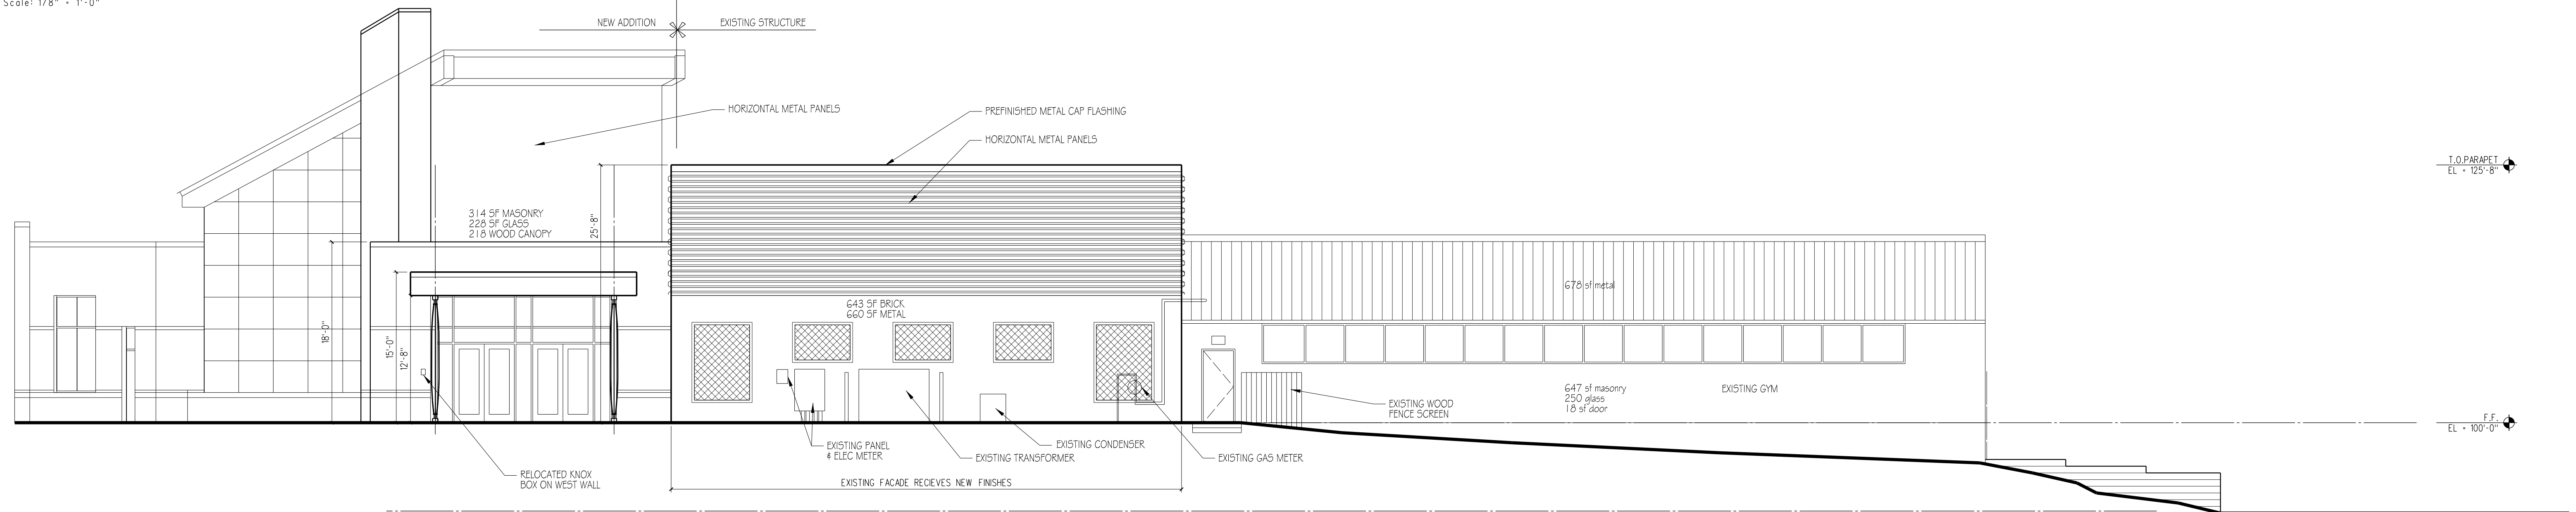 Scale: 1/8" = 1'-0"
NEW ADDITION
EXISTING STRUCTURE
HORIZONTAL METAL PANELS
PREFINISHED METAL CAP FLASHING
HORIZONTAL METAL PANELS
T.O.PARAPET
EL = 125'-8"
314 SF MASONRY
228 SF GLASS
218 WOOD CANOPY
25'-8"
18'-0"
15'-0"
12'-8"
643 SF BRICK
660 SF METAL
678 sf metal
647 sf masonry
250 glass
18 sf door
EXISTING GYM
EXISTING WOOD
FENCE SCREEN
F.F.
EL = 100'-0"
EXISTING PANEL
& ELEC METER
EXISTING CONDENSER
EXISTING TRANSFORMER
EXISTING GAS METER
RELOCATED KNOX
BOX ON WEST WALL
EXISTING FACADE RECIEVES NEW FINISHES